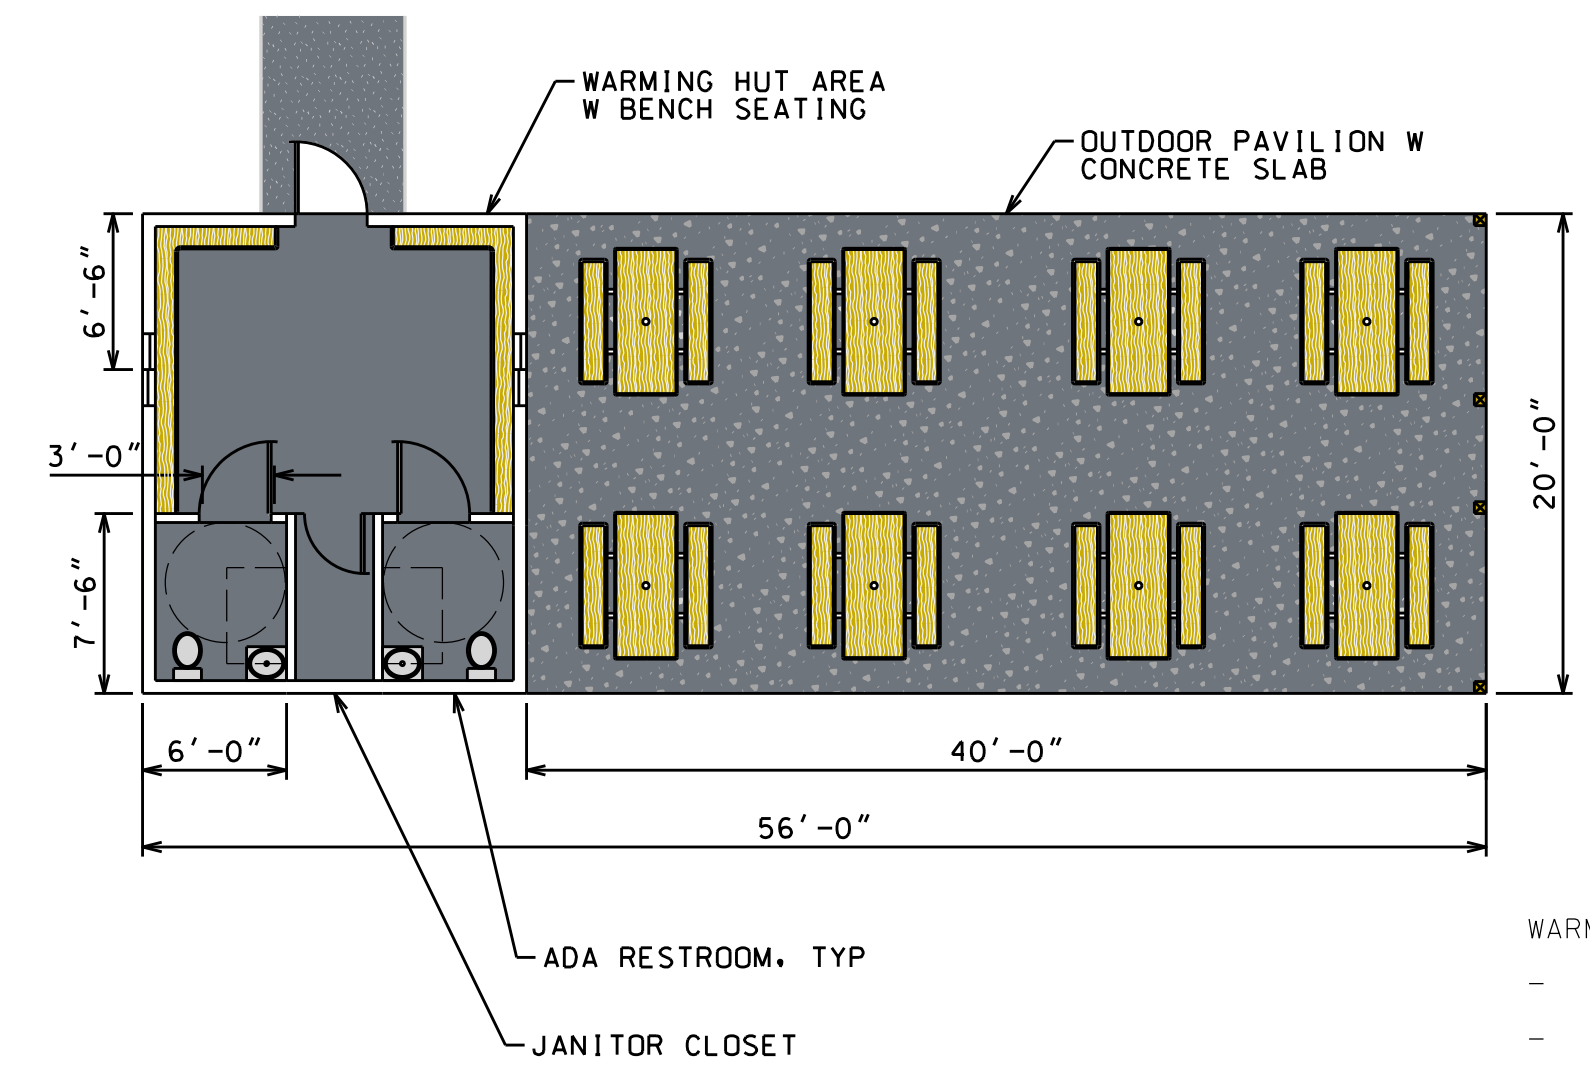 WARMING HUT AREA
W BENCH SEATING
OUTDOOR PAVILION W
CONCRETE SLAB
6'-6"
3'-0"
20'-0"
7'-6"
6'-0"
40'-0"
56'-0"
WARM
-
ADA RESTROOM, TYP
-
JANITOR CLOSET